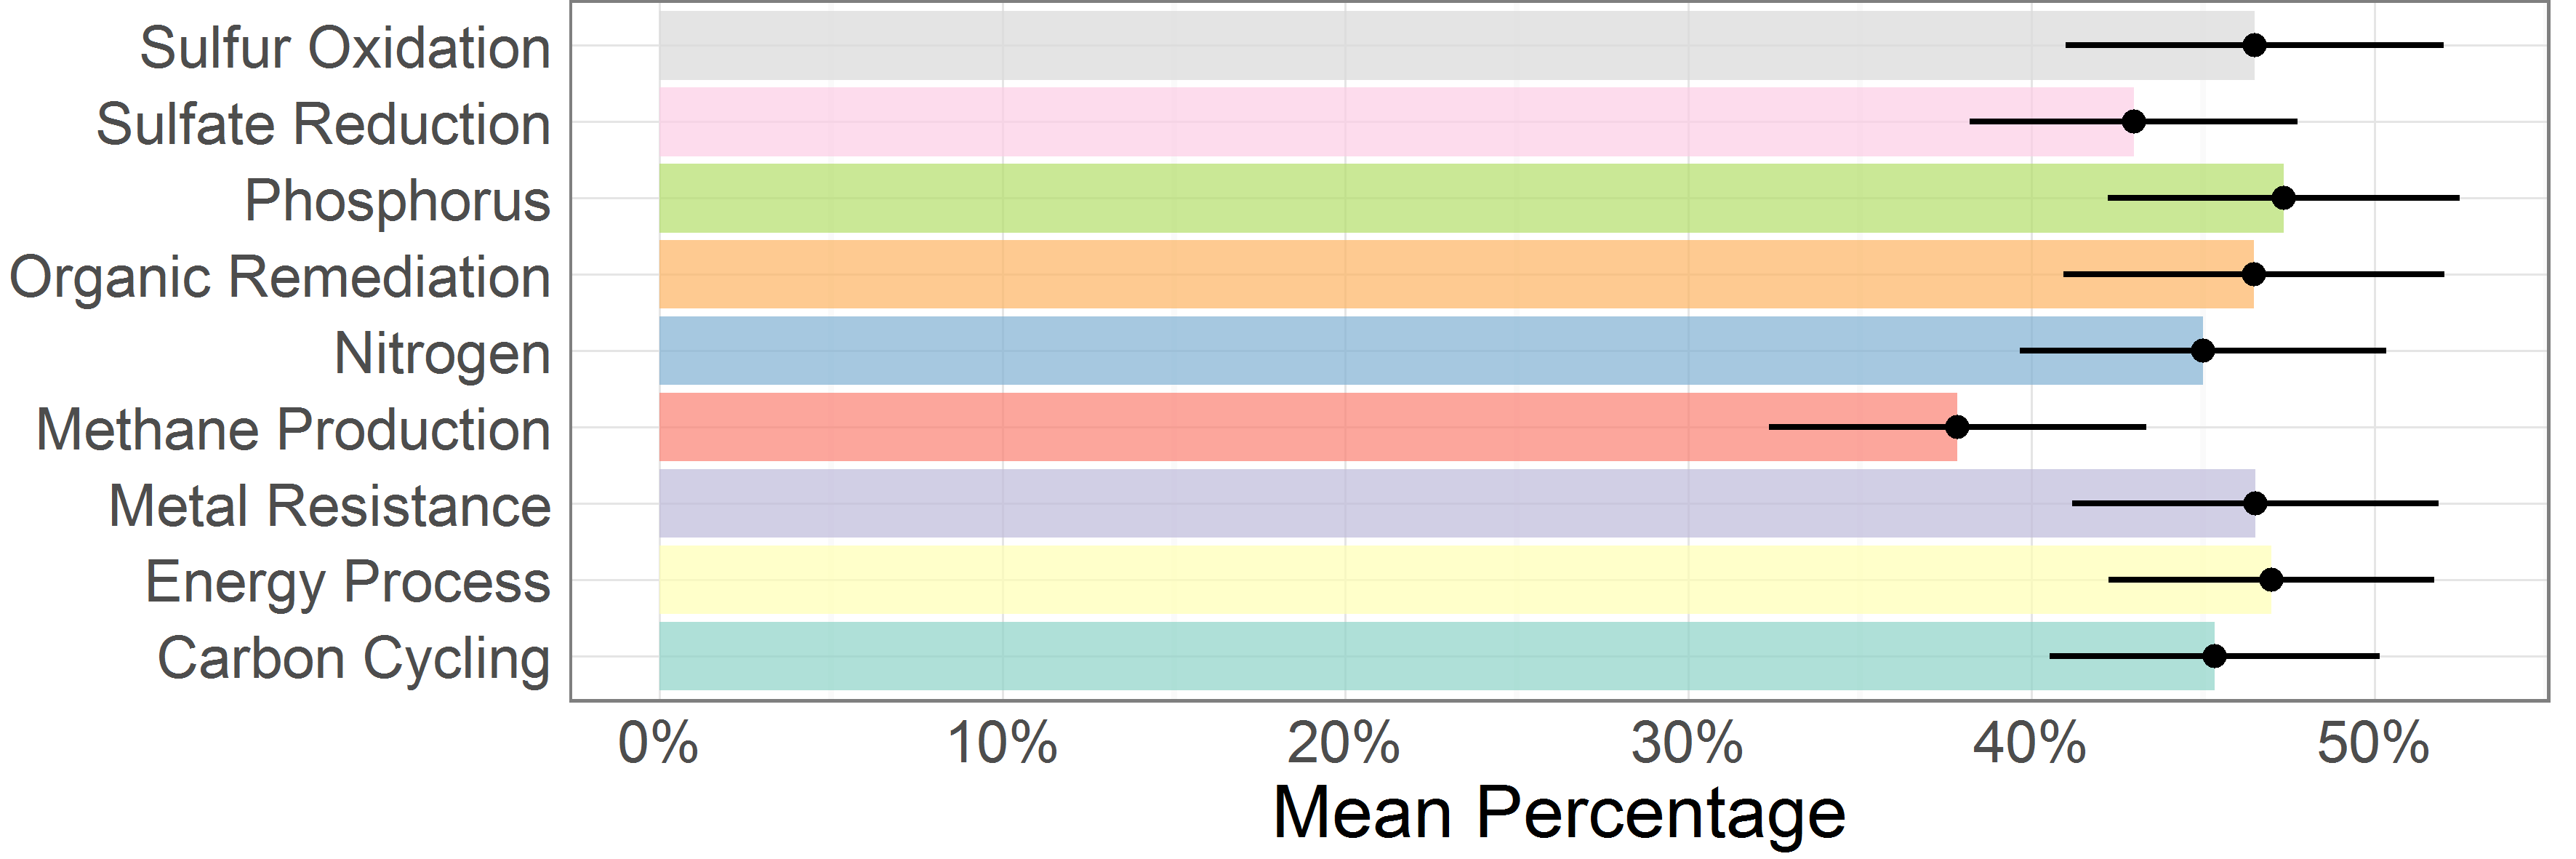 Sulfur Oxidation
Sulfate Reduction
Phosphorus
Organic Remediation
Nitrogen
Methane Production
Metal Resistance
Energy Process
Carbon Cycling
0% 10% 20% 30% 40% 50%
Mean Percentage